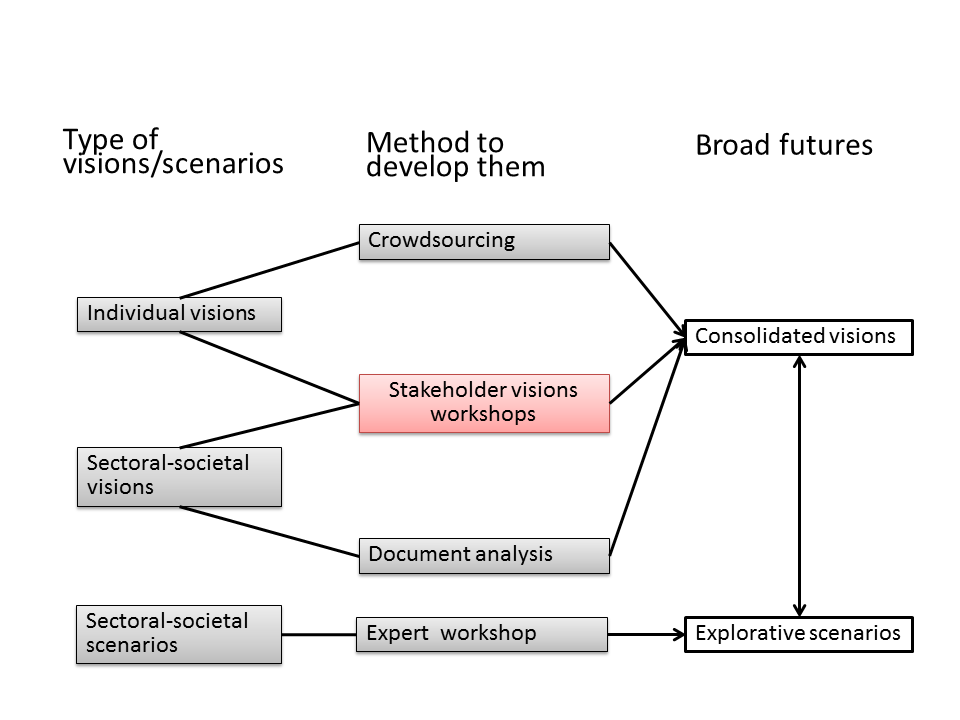 Type of
visions/scenarios
Method to
develop them
Broad futures
Crowdsourcing
Individual visions
Consolidated visions
Stakeholder visions
workshops
Sectoral-societal
visions
Document analysis
Sectoral-societal
scenarios
Expert workshop
Explorative scenarios